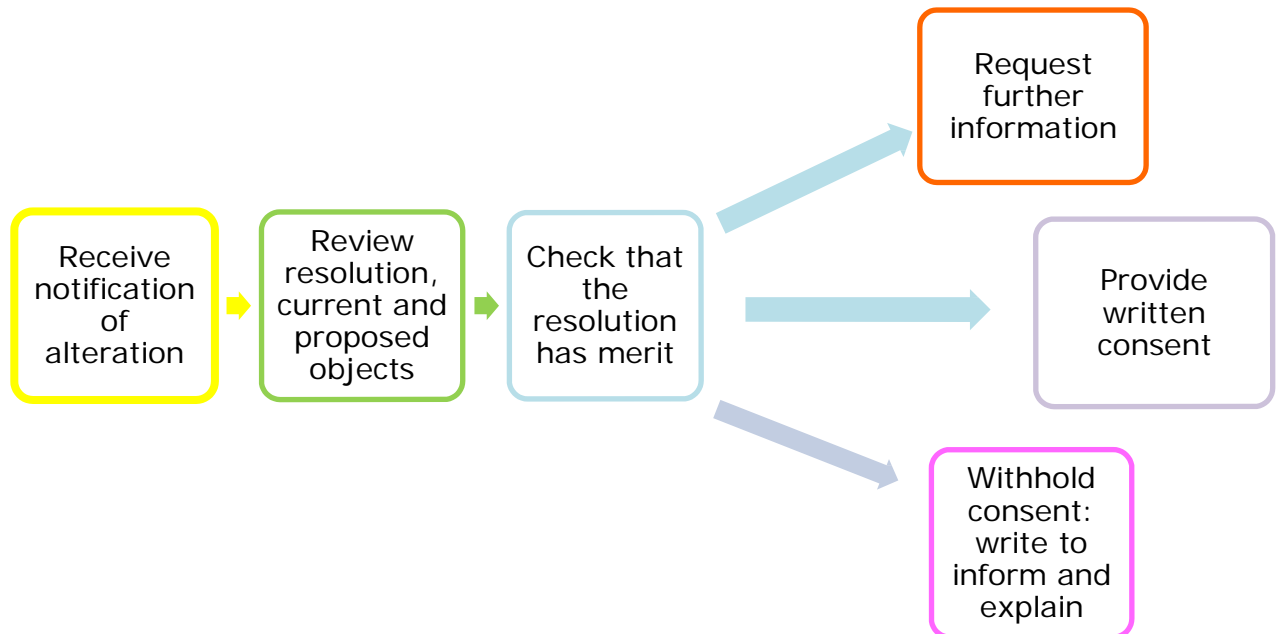 Receive
notification
of
alteration
Review
resolution,
current and
proposed
objects
Check that
the
resolution
has merit
Request
further
information
Provide
written
consent
Withhold
consent:
write to
inform and
explain